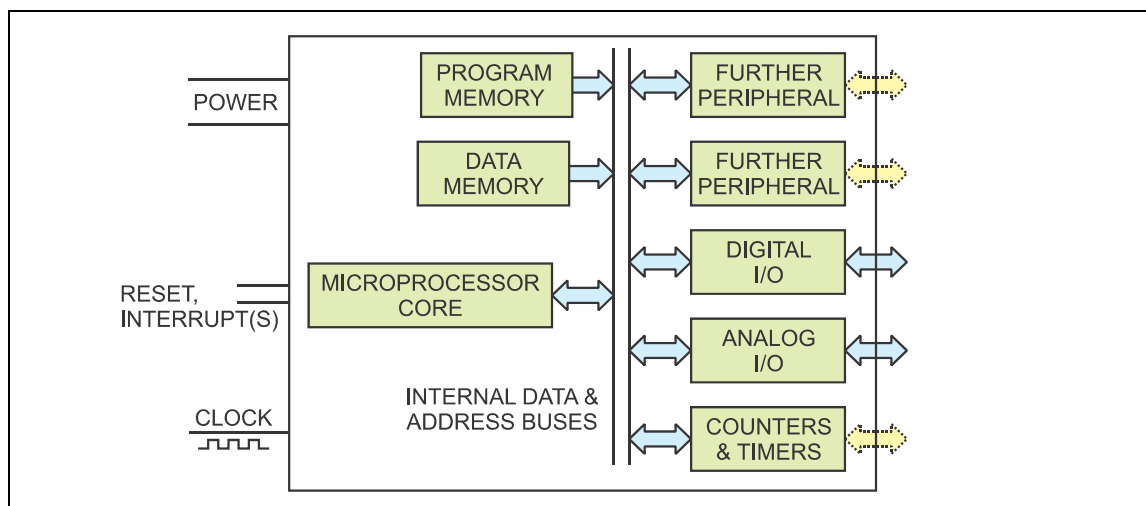 PROGRAM
MEMORY
FURTHER
PERIPHERAL
POWER
DATA
MEMORY
FURTHER
PERIPHERAL
DIGITAL
I/O
MICROPROCESSOR
CORE
RESET,
INTERRUPT(S)
ANALOG
I/O
INTERNAL DATA &
ADDRESS BUSES
CLOCK
COUNTERS
& TIMERS